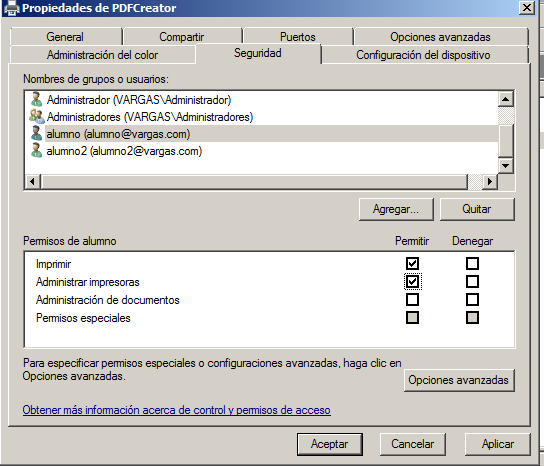 Propiedades de PDFCreator
General Compartir Puertos Opciones avanzadas
Administración del color Seguridad Configuración del dispositivo
Nombres de grupos o usuarios:
Administrador (VARGAS\Administrador)
Administradores (VARGAS\Administradores)
alumno (alumno@vargas.com)
alumno2 (alumno2@vargas.com)
Agregar... Quitar
Permisos de alumno Permitir Denegar
Imprimir
Administrar impresoras
Administración de documentos
Permisos especiales
Para especificar permisos especiales o configuraciones avanzadas, haga clic en
Opciones avanzadas.
Opciones avanzadas
Obtener más información acerca de control y permisos de acceso
Aceptar Cancelar Aplicar